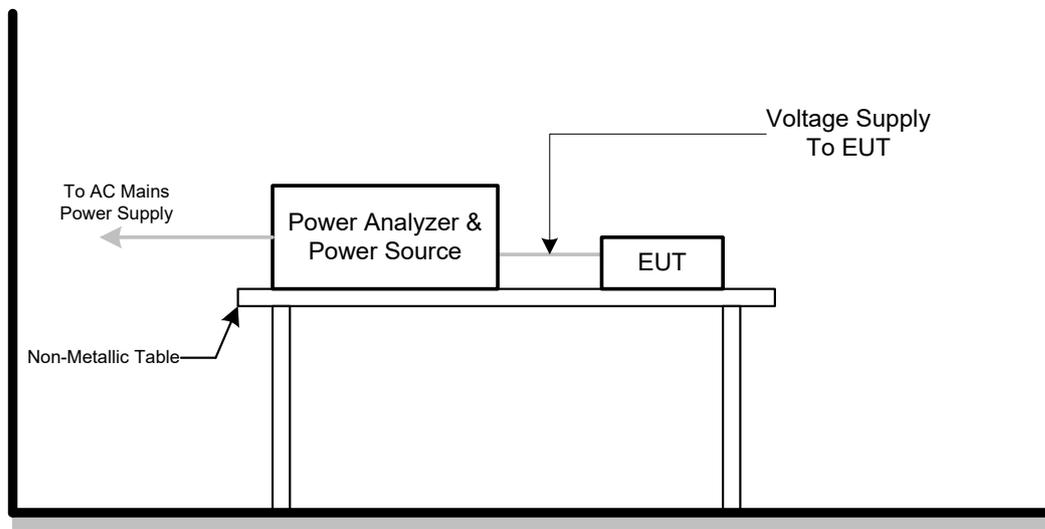 Voltage Supply
To EUT
To AC Mains
Power Supply
Power Analyzer &
Power Source
EUT
Non-Metallic Table